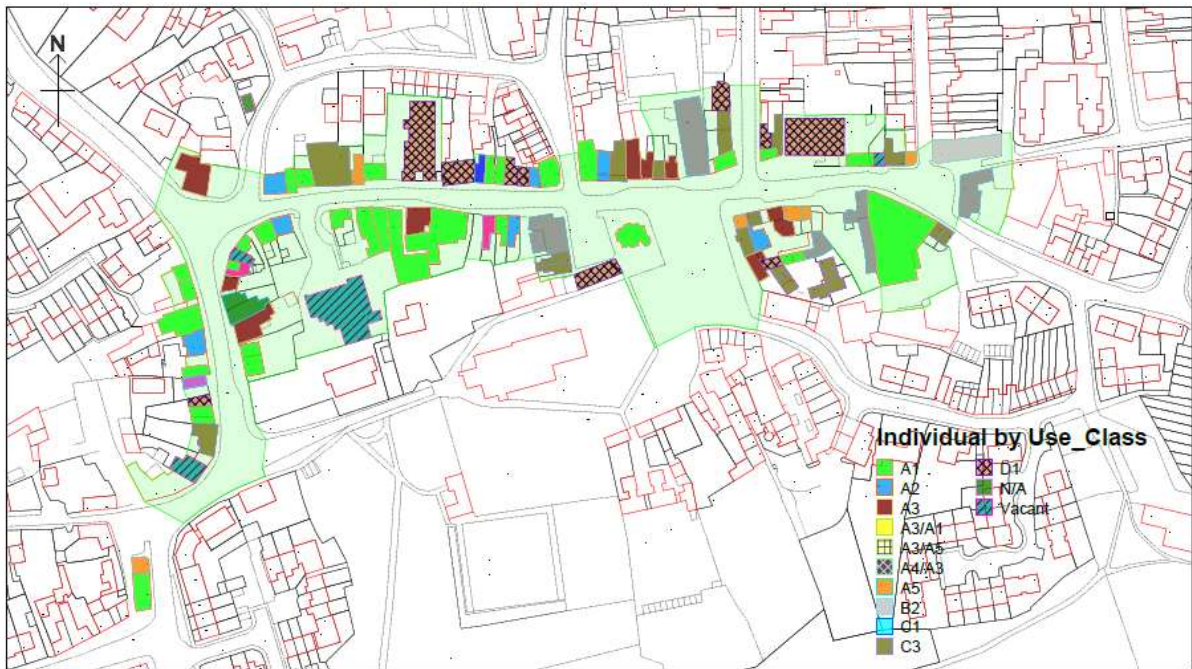 N
Individual by Use_Class
A1
A2
A3
A3/A1
A3/A5
A4/A3
A5
B2
C1
C3
D1
N/A
Vacant